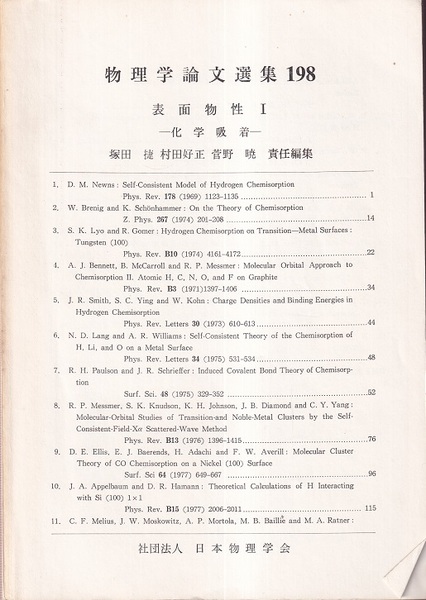 物理学論文選集 198
表面物性 I
—化学吸着—
塚田 捷 村田好正 菅野 暁 責任編集
1. D. M. Newns : Self-Consistent Model of Hydrogen Chemisorption
Phys. Rev. 178 (1969) 1123-1135 1
2. W. Brenig and K. Schönhammer : On the Theory of Chemisorption
Z. Phys. 267 (1974) 201-208 14
3. S. K. Lyo and R. Gomer : Hydrogen Chemisorption on Transition—Metal Surfaces :
Tungsten (100)
Phys. Rev. B10 (1974) 4161-4172 22
4. A. J. Bennett, B. McCarroll and R. P. Messmer : Molecular Orbital Approach to
Chemisorption II. Atomic H, C, N, O, and F on Graphite
Phys. Rev. B3 (1971)1397-1406 34
5. J. R. Smith, S. C. Ying and W. Kohn : Charge Densities and Binding Energies in
Hydrogen Chemisorption
Phys. Rev. Letters 30 (1973) 610-613 44
6. N. D. Lang and A. R. Williams : Self-Consistent Theory of the Chemisorption of
H, Li, and O on a Metal Surface
Phys. Rev. Letters 34 (1975) 531-534 48
7. R. H. Paulson and J. R. Schrieffer : Induced Covalent Bond Theory of Chemisorp-
tion
Surf. Sci. 48 (1975) 329-352 52
8. R. P. Messmer, S. K. Knudson, K. H. Johnson, J. B. Diamond and C. Y. Yang :
Molecular-Orbital Studies of Transition-and Noble-Metal Clusters by the Self-
Consistent-Field-Xα Scattered-Wave Method
Phys. Rev. B13 (1976) 1396-1415 76
9. D. E. Ellis, E. J. Baerends, H. Adachi and F. W. Averill : Molecular Cluster
Theory of CO Chemisorption on a Nickel (100) Surface
Surf. Sci 64 (1977) 649-667 96
10. J. A. Appelbaum and D. R. Hamann : Theoretical Calculations of H Interacting
with Si (100) 1×1
Phys. Rev. B15 (1977) 2006-2011 115
11. C. F. Melius, J. W. Moskowitz, A. P. Mortola, M. B. Baillie and M. A. Ratner :
社団法人 日本物理学会